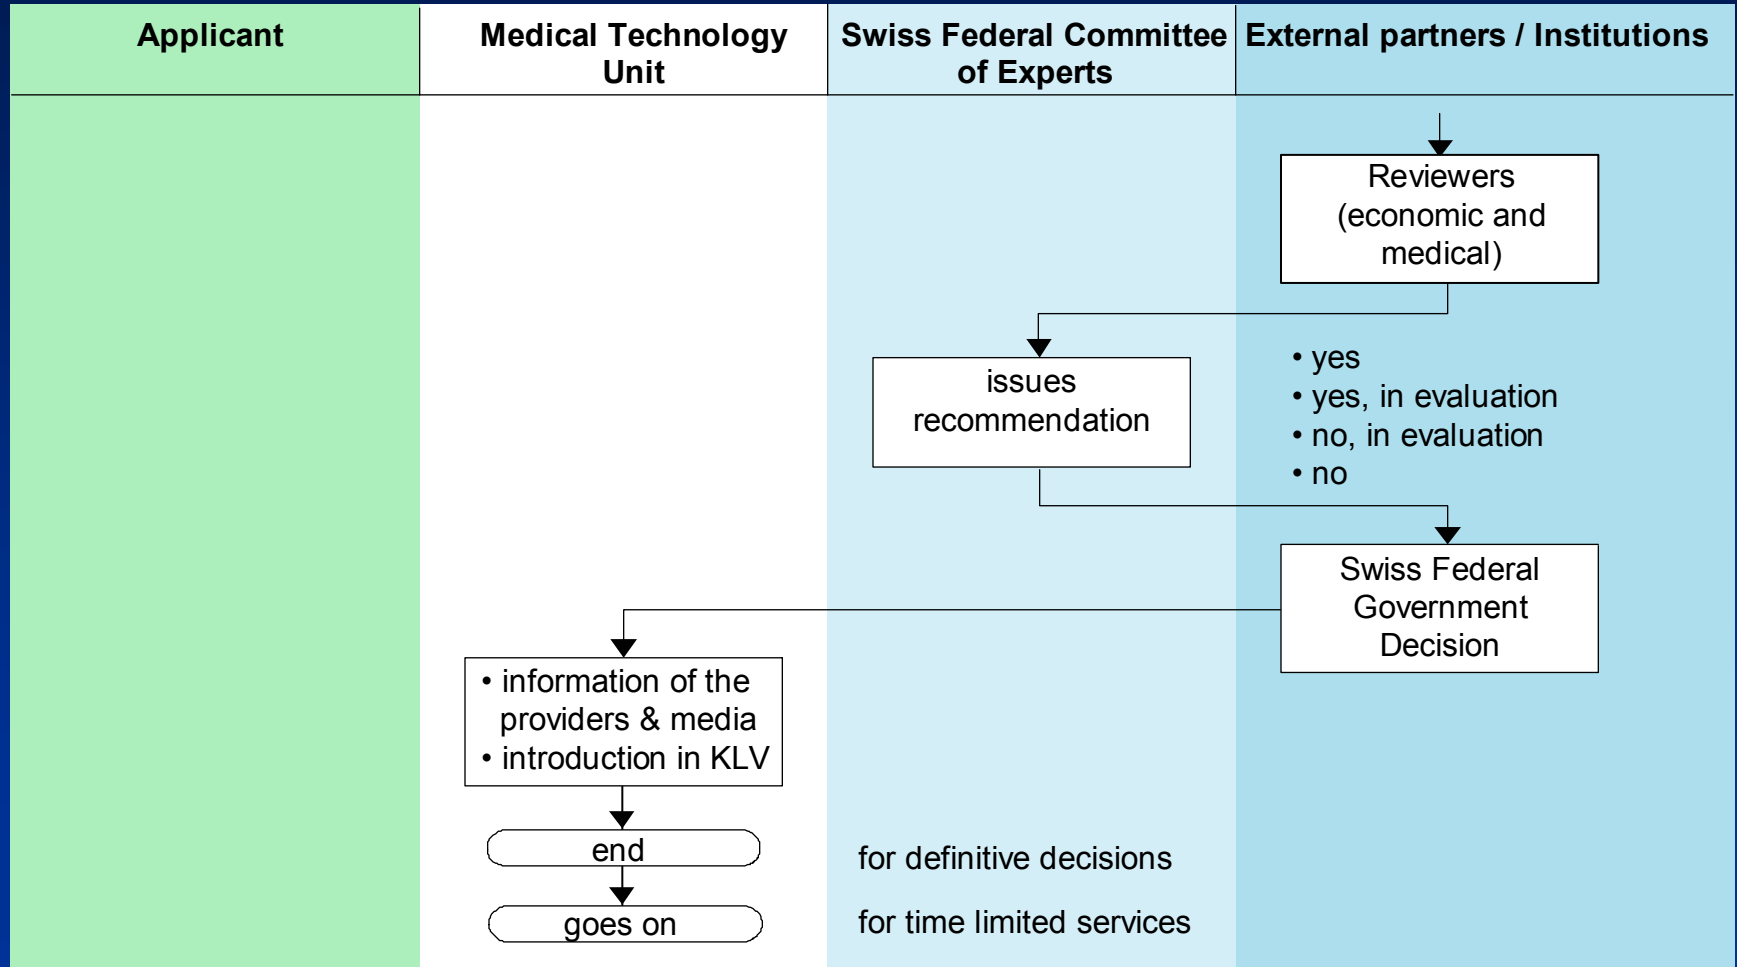 Applicant
Medical Technology
Unit
Swiss Federal Committee
of Experts
External partners / Institutions
Reviewers
(economic and
medical)
issues
recommendation
• yes
• yes, in evaluation
• no, in evaluation
• no
Swiss Federal
Government
Decision
• information of the
providers & media
• introduction in KLV
end
for definitive decisions
goes on
for time limited services